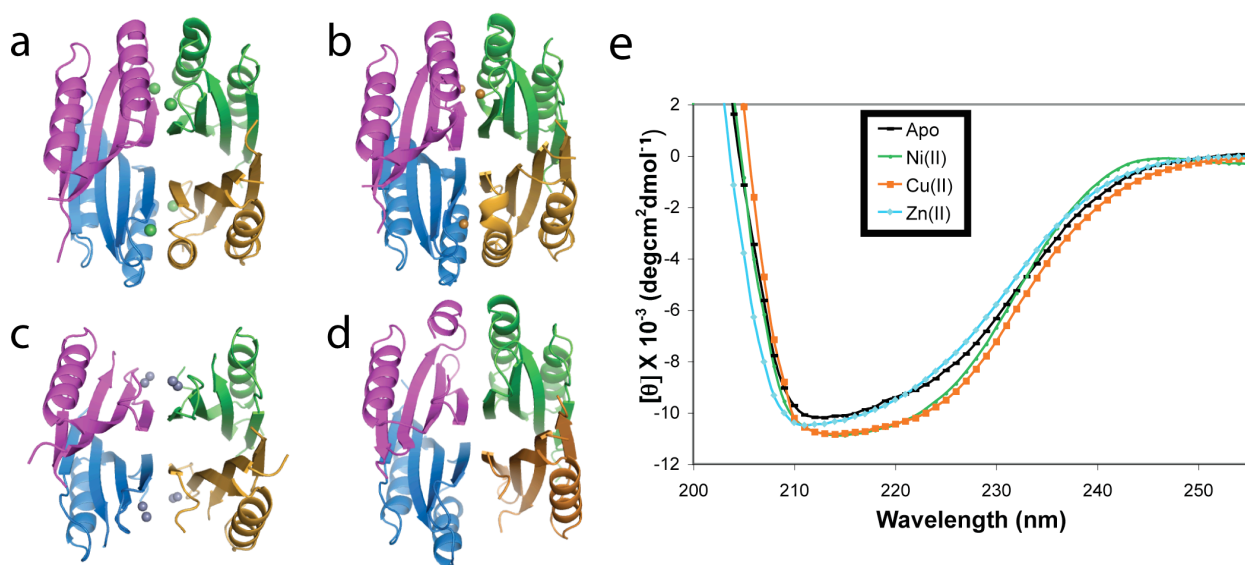 a
b
c
d
e
[θ] X 10⁻³ (degcm²dmol⁻¹)
2
0
-2
-4
-6
-8
-10
-12
Apo
Ni(II)
Cu(II)
Zn(II)
200
210
220
230
240
250
Wavelength (nm)